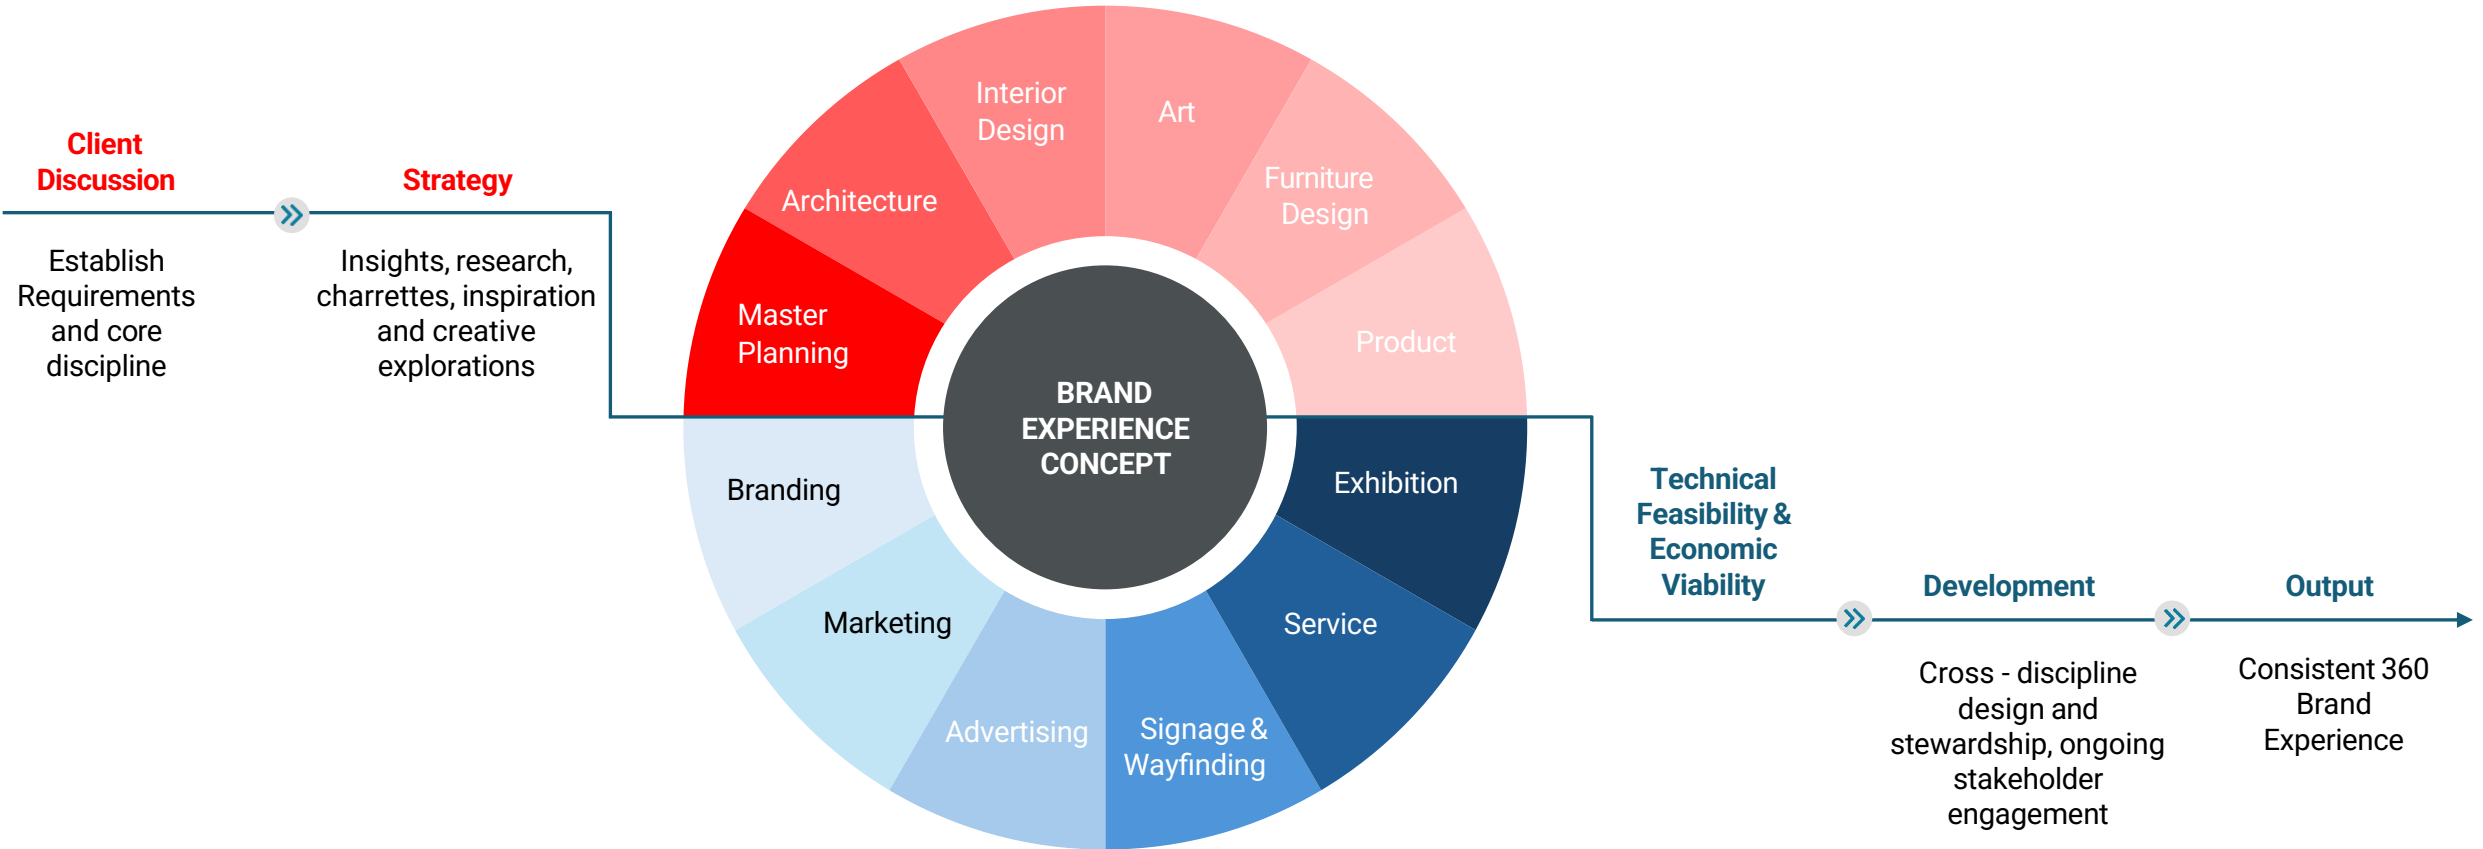 Client
Discussion
Establish
Requirements
and core
discipline
Strategy
Insights, research,
charrettes, inspiration
and creative
explorations
Master
Planning
Architecture
Interior
Design
Art
Furniture
Design
Product
BRAND
EXPERIENCE
CONCEPT
Branding
Marketing
Advertising
Signage &
Wayfinding
Service
Exhibition
Technical
Feasibility &
Economic
Viability
Development
Cross - discipline
design and
stewardship, ongoing
stakeholder
engagement
Output
Consistent 360
Brand
Experience